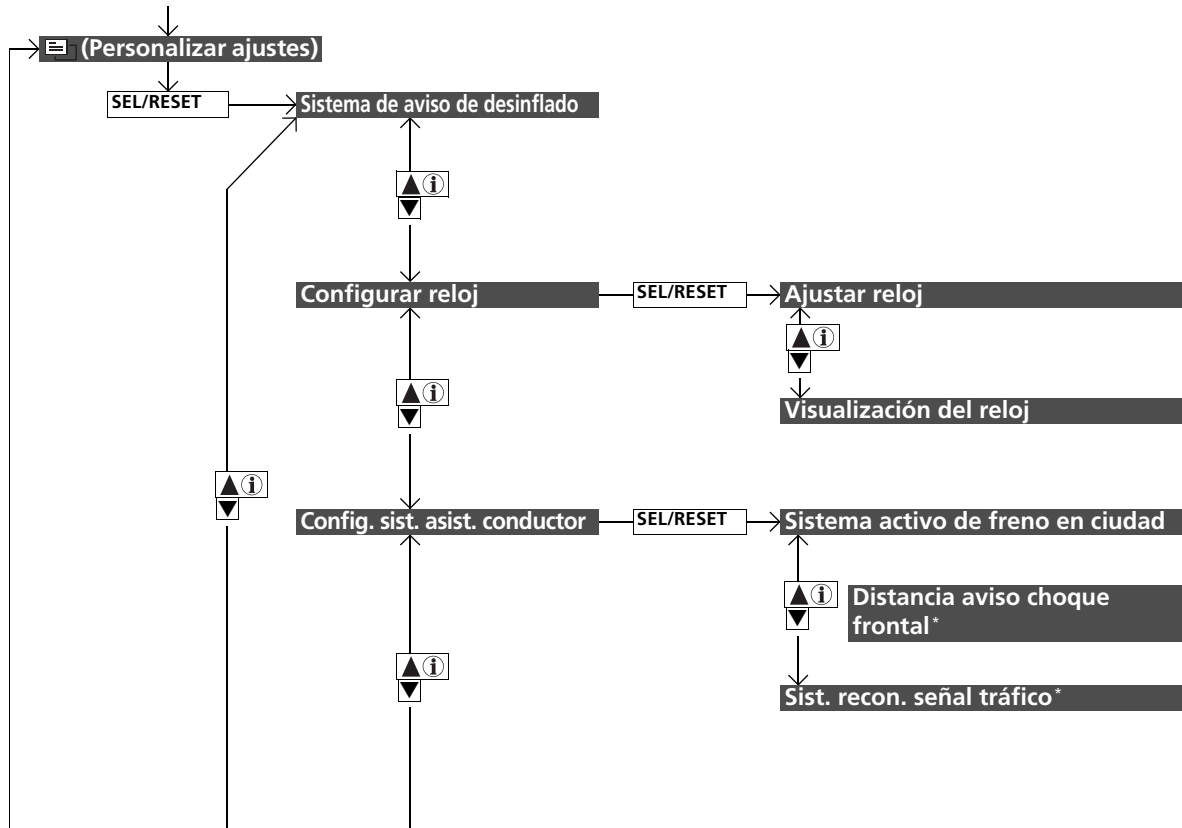 (Personalizar ajustes)
SEL/RESET
Sistema de aviso de desinflado
▲ⓘ
▼
Configurar reloj
SEL/RESET
Ajustar reloj
▲ⓘ
▼
▲ⓘ
▼
Visualización del reloj
▲ⓘ
▼
Config. sist. asist. conductor
SEL/RESET
Sistema activo de freno en ciudad
▲ⓘ
▼
Distancia aviso choque
frontal*
▲ⓘ
▼
Sist. recon. señal tráfico*